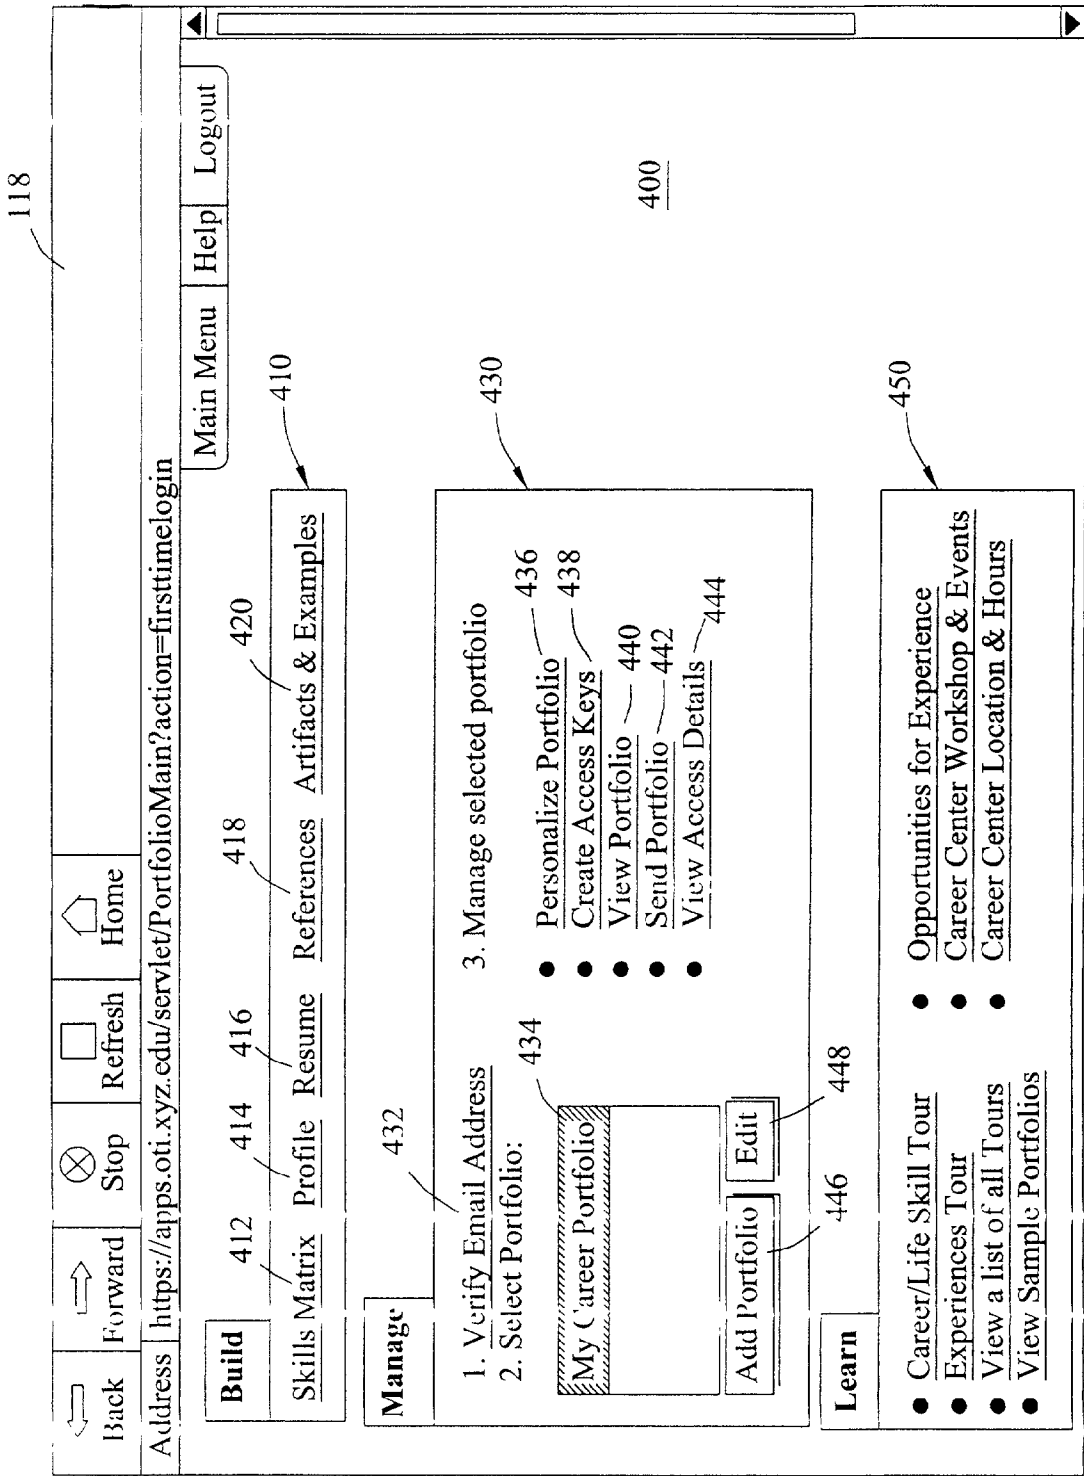 118
Back Forward Stop Refresh Home
Address https://apps.oti.xyz.edu/servlet/PortfolioMain?action=firsttimelogin
Main Menu Help Logout
Build
412 414 416 418 420 410
Skills Matrix Profile Resume References Artifacts & Examples
Manage
432 430
1. Verify Email Address
2. Select Portfolio:
434
My Career Portfolio
Add Portfolio Edit
446 448
3. Manage selected portfolio
● Personalize Portfolio 436
● Create Access Keys 438
● View Portfolio 440
● Send Portfolio 442
● View Access Details 444
400
Learn
450
● Career/Life Skill Tour
● Experiences Tour
● View a list of all Tours
● View Sample Portfolios
● Opportunities for Experience
● Career Center Workshop & Events
● Career Center Location & Hours